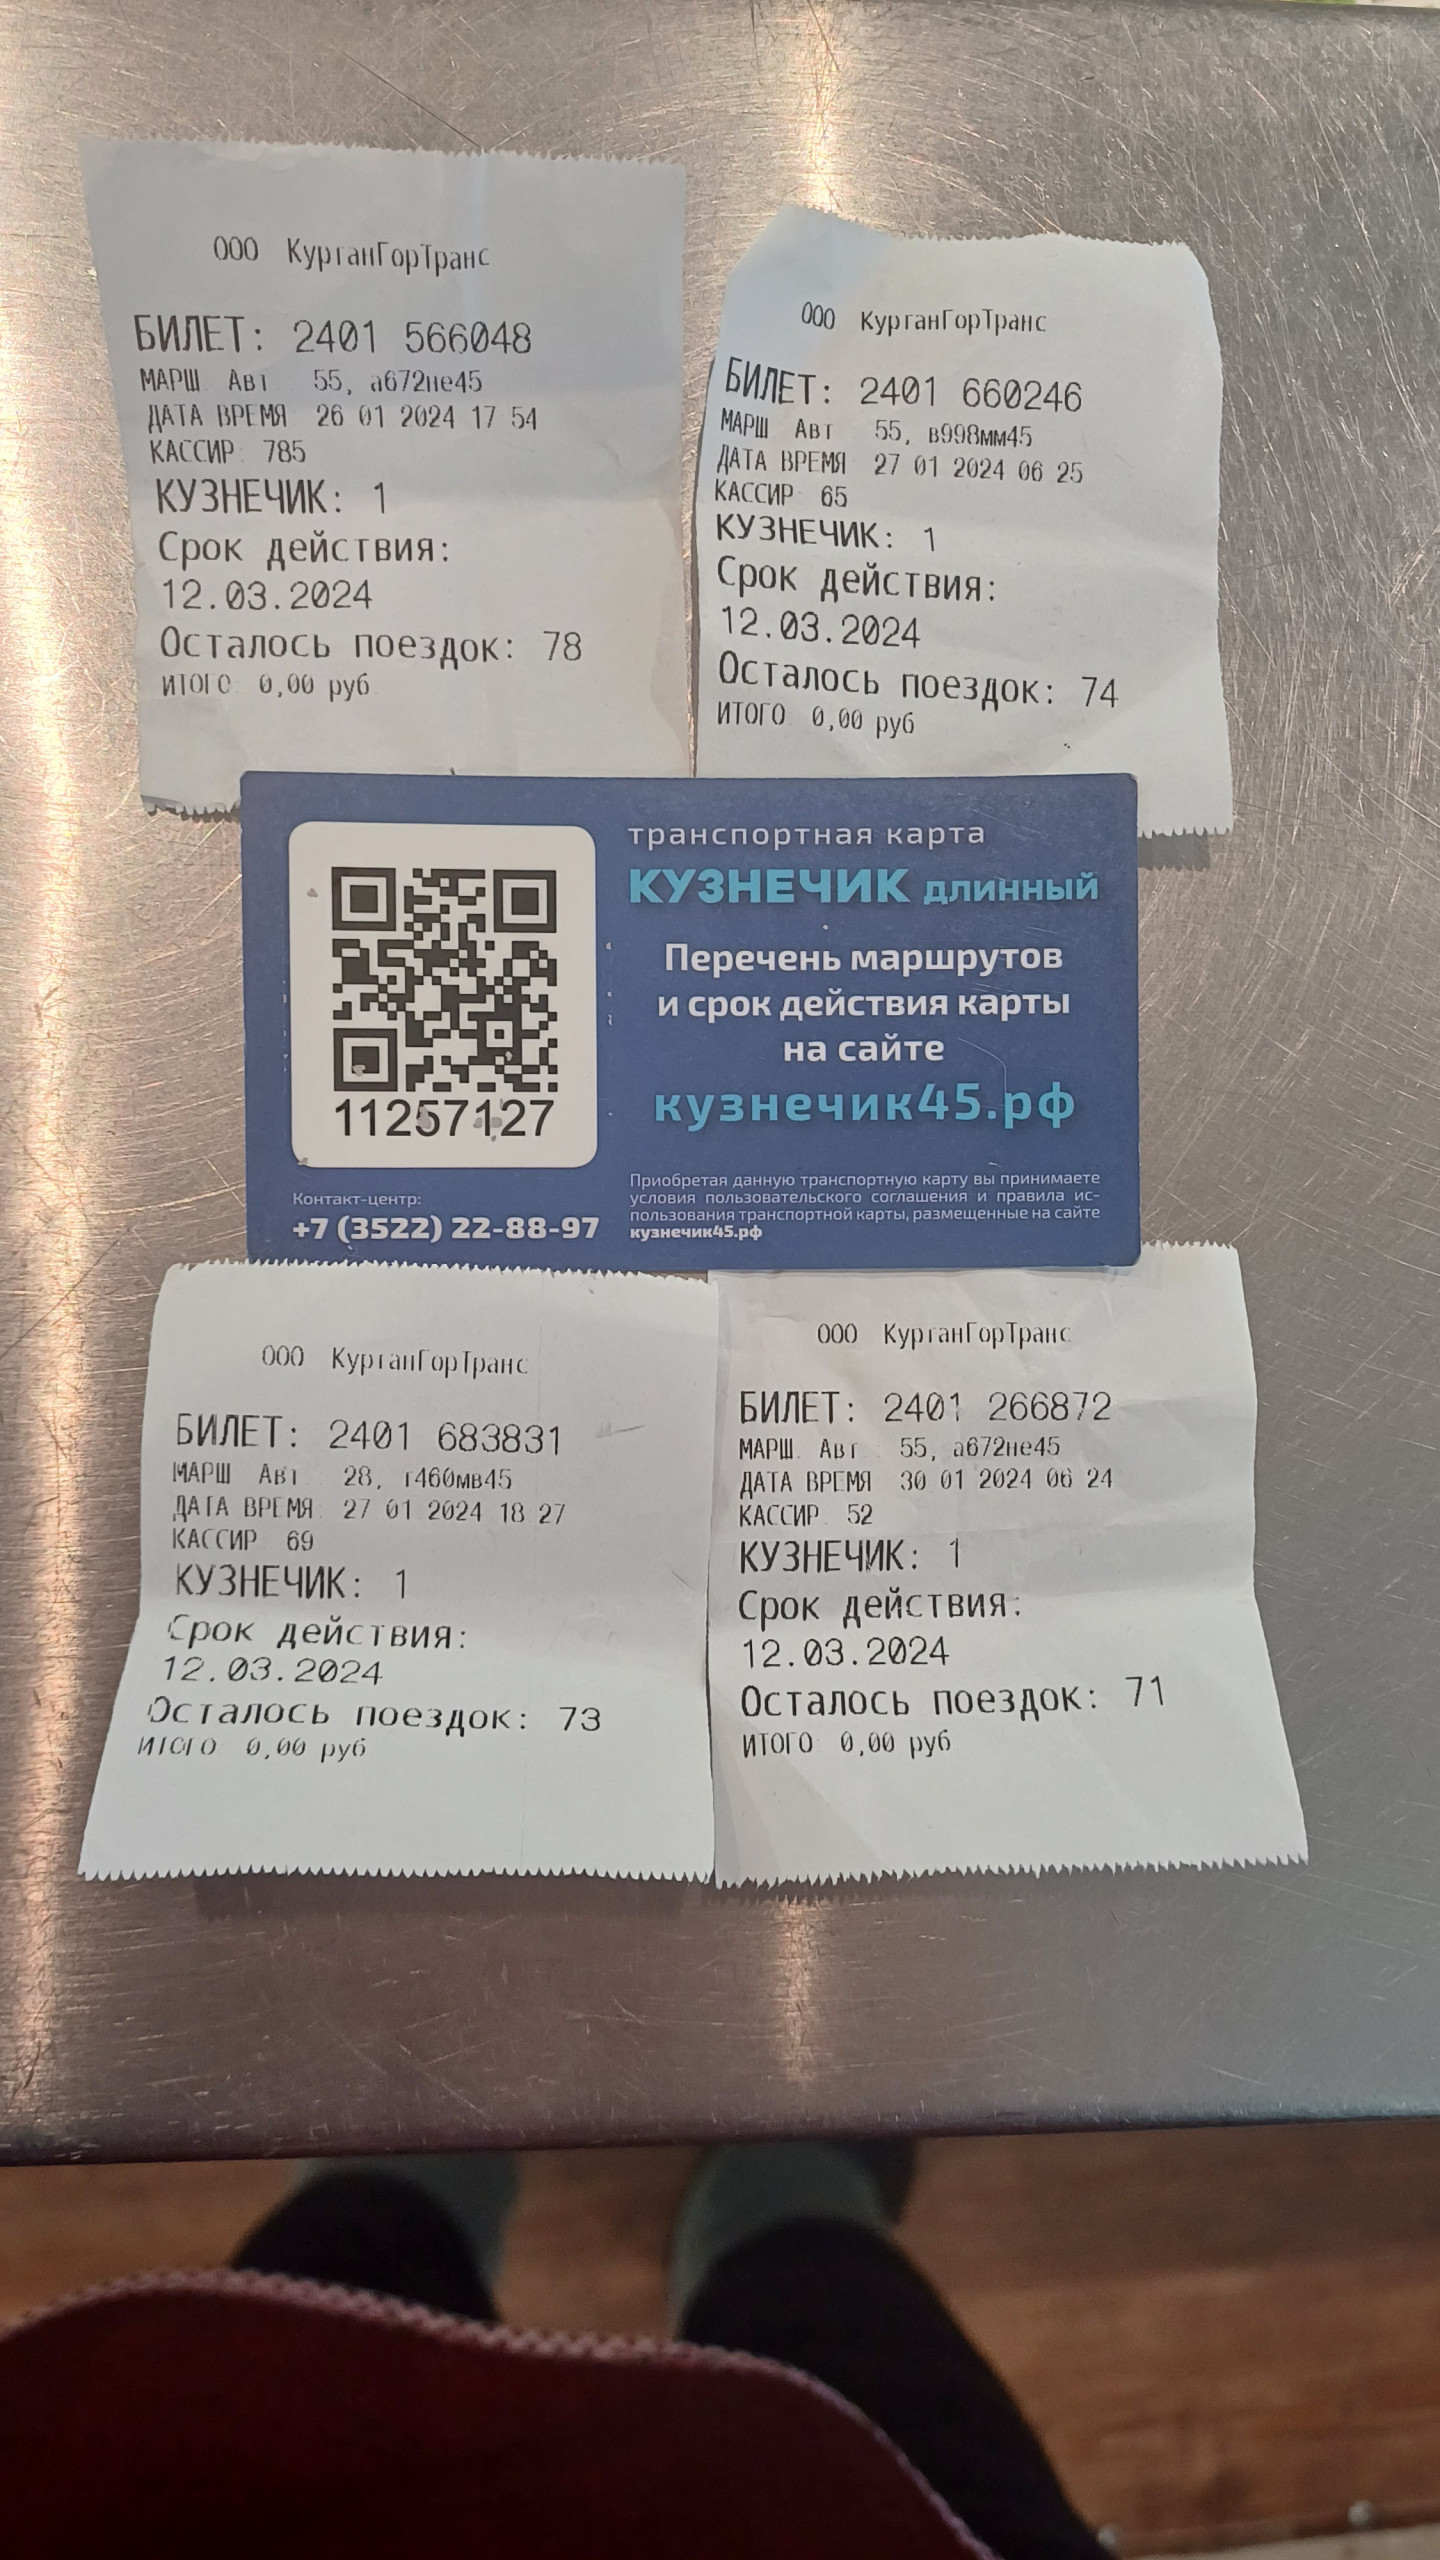 ООО КурганГорТранс
БИЛЕТ: 2401 566048
МАРШ. Авт. 55, а672не45
ДАТА ВРЕМЯ 26 01 2024 17 54
КАССИР: 785
КУЗНЕЧИК: 1
Срок действия:
12.03.2024
Осталось поездок: 78
ИТОГО 0,00 руб
ООО КурганГорТранс
БИЛЕТ: 2401 660246
МАРШ Авт 55, в998мм45
ДАТА ВРЕМЯ 27 01 2024 06 25
КАССИР 65
КУЗНЕЧИК: 1
Срок действия:
12.03.2024
Осталось поездок: 74
ИТОГО 0,00 руб
транспортная карта
КУЗНЕЧИК длинный
Перечень маршрутов
и срок действия карты
на сайте
кузнечик45.рф
11257127
Контакт-центр:
+7 (3522) 22-88-97
Приобретая данную транспортную карту вы принимаете
условия пользовательского соглашения и правила ис-
пользования транспортной карты, размещенные на сайте
кузнечик45.рф
ООО КурганГорТранс
БИЛЕТ: 2401 683831
МАРШ Авт 28, г460мв45
ДАТА ВРЕМЯ 27 01 2024 18 27
КАССИР 69
КУЗНЕЧИК: 1
Срок действия:
12.03.2024
Осталось поездок: 73
ИТОГО 0,00 руб
ООО КурганГорТранс
БИЛЕТ: 2401 266872
МАРШ. Авт 55, а672не45
ДАТА ВРЕМЯ 30 01 2024 06 24
КАССИР 52
КУЗНЕЧИК: 1
Срок действия:
12.03.2024
Осталось поездок: 71
ИТОГО 0,00 руб